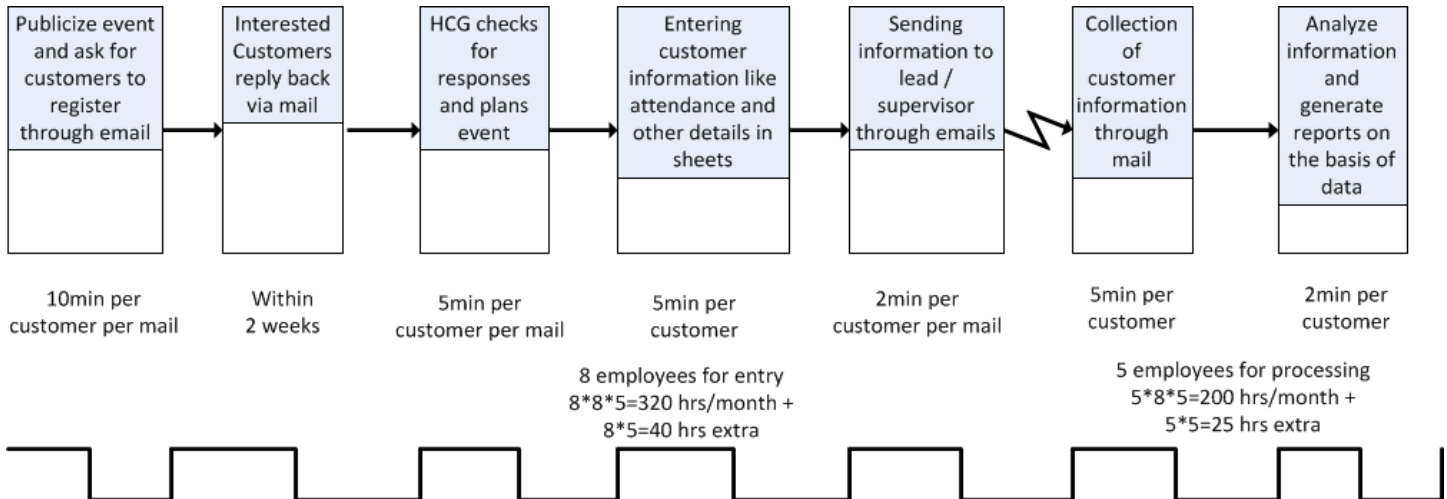 Publicize event
and ask for
customers to
register
through email
Interested
Customers
reply back
via mail
HCG checks
for
responses
and plans
event
Entering
customer
information like
attendance and
other details in
sheets
Sending
information to
lead /
supervisor
through emails
Collection
of
customer
information
through
mail
Analyze
information
and
generate
reports on
the basis of
data
10min per
customer per mail
Within
2 weeks
5min per
customer per mail
5min per
customer
2min per
customer per mail
5min per
customer
2min per
customer
8 employees for entry
8*8*5=320 hrs/month +
8*5=40 hrs extra
5 employees for processing
5*8*5=200 hrs/month +
5*5=25 hrs extra